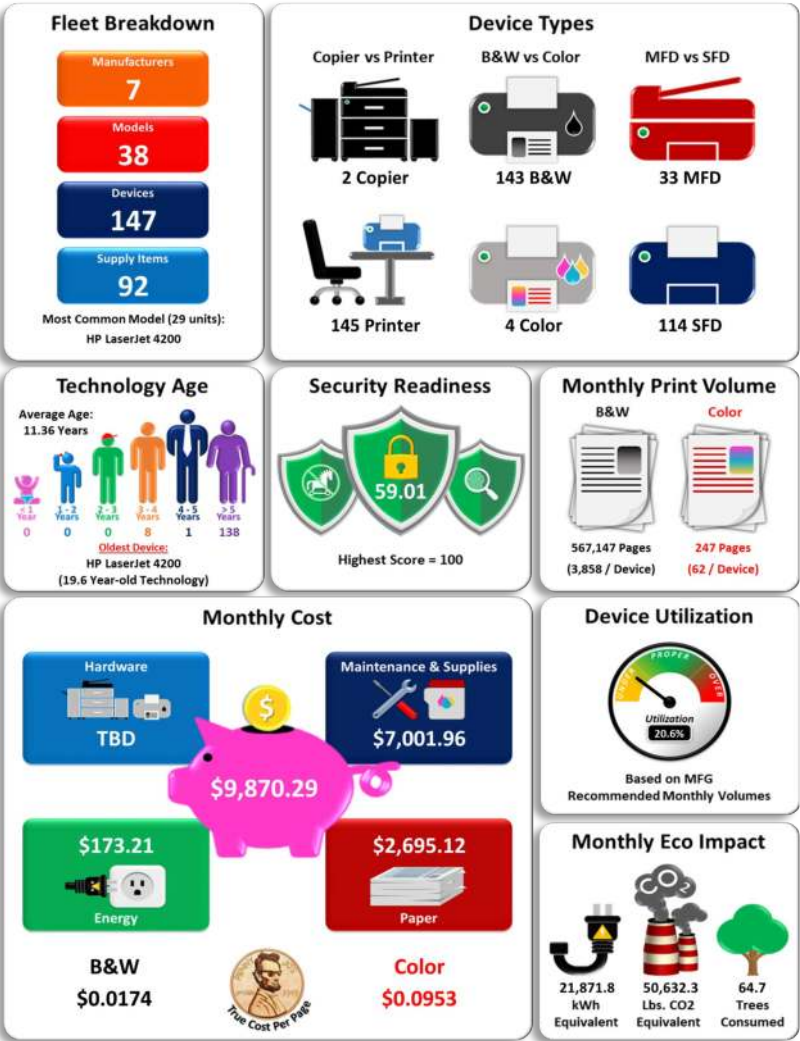 Fleet Breakdown
Manufacturers
7
Models
38
Devices
147
Supply Items
92
Most Common Model (29 units):
HP LaserJet 4200
Device Types
Copier vs Printer
B&W vs Color
MFD vs SFD
2 Copier
143 B&W
33 MFD
145 Printer
4 Color
114 SFD
Technology Age
Average Age:
11.36 Years
< 1
Year
0
1 - 2
Years
0
2 - 3
Years
0
3 - 4
Years
8
4 - 5
Years
1
> 5
Years
138
Oldest Device:
HP LaserJet 4200
(19.6 Year-old Technology)
Security Readiness
59.01
Highest Score = 100
Monthly Print Volume
B&W
Color
567,147 Pages
(3,858 / Device)
247 Pages
(62 / Device)
Monthly Cost
Hardware
TBD
Maintenance & Supplies
$7,001.96
$
$9,870.29
$173.21
Energy
$2,695.12
Paper
B&W
$0.0174
True Cost Per Page
Color
$0.0953
Device Utilization
UNDER
PROPER
OVER
Utilization
20.6%
Based on MFG
Recommended Monthly Volumes
Monthly Eco Impact
CO2
21,871.8
kWh
Equivalent
50,632.3
Lbs. CO2
Equivalent
64.7
Trees
Consumed